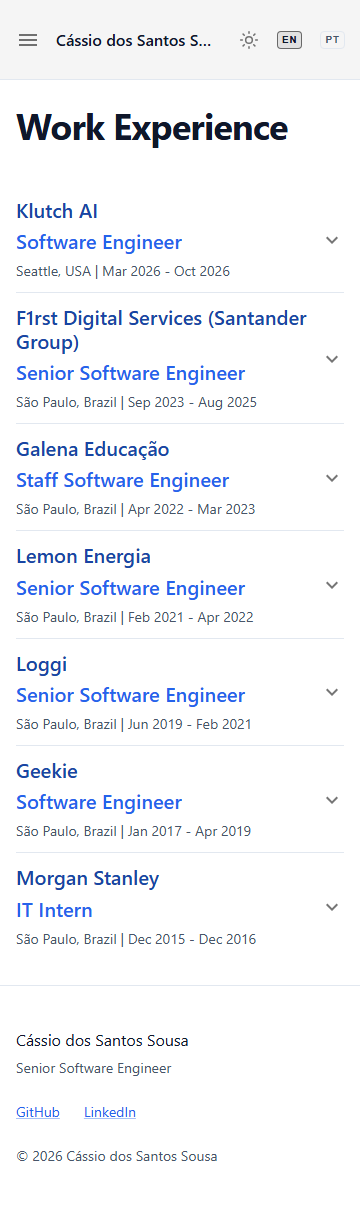 Cássio dos Santos S...
EN
PT
Work Experience
Klutch AI
Software Engineer
Seattle, USA | Mar 2026 - Oct 2026
F1rst Digital Services (Santander
Group)
Senior Software Engineer
São Paulo, Brazil | Sep 2023 - Aug 2025
Galena Educação
Staff Software Engineer
São Paulo, Brazil | Apr 2022 - Mar 2023
Lemon Energia
Senior Software Engineer
São Paulo, Brazil | Feb 2021 - Apr 2022
Loggi
Senior Software Engineer
São Paulo, Brazil | Jun 2019 - Feb 2021
Geekie
Software Engineer
São Paulo, Brazil | Jan 2017 - Apr 2019
Morgan Stanley
IT Intern
São Paulo, Brazil | Dec 2015 - Dec 2016
Cássio dos Santos Sousa
Senior Software Engineer
GitHub LinkedIn
© 2026 Cássio dos Santos Sousa